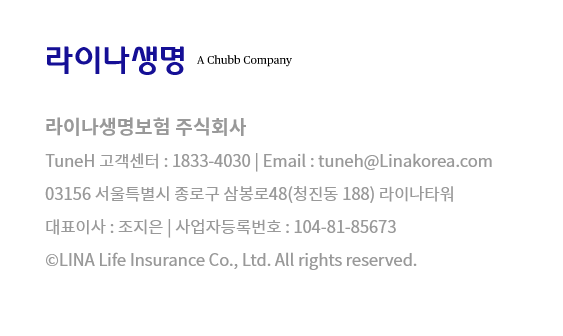 라이나생명 A Chubb Company
라이나생명보험 주식회사
TuneH 고객센터 : 1833-4030 | Email : tuneh@Linakorea.com
03156 서울특별시 종로구 삼봉로48(청진동 188) 라이나타워
대표이사 : 조지은 | 사업자등록번호 : 104-81-85673
©LINA Life Insurance Co., Ltd. All rights reserved.